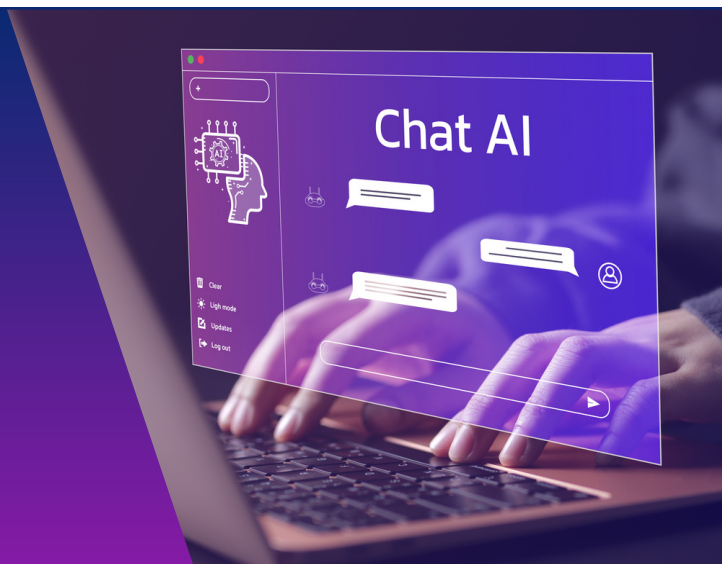 +
Chat AI
AI
Clear
Ligh mode
Updates
Log out